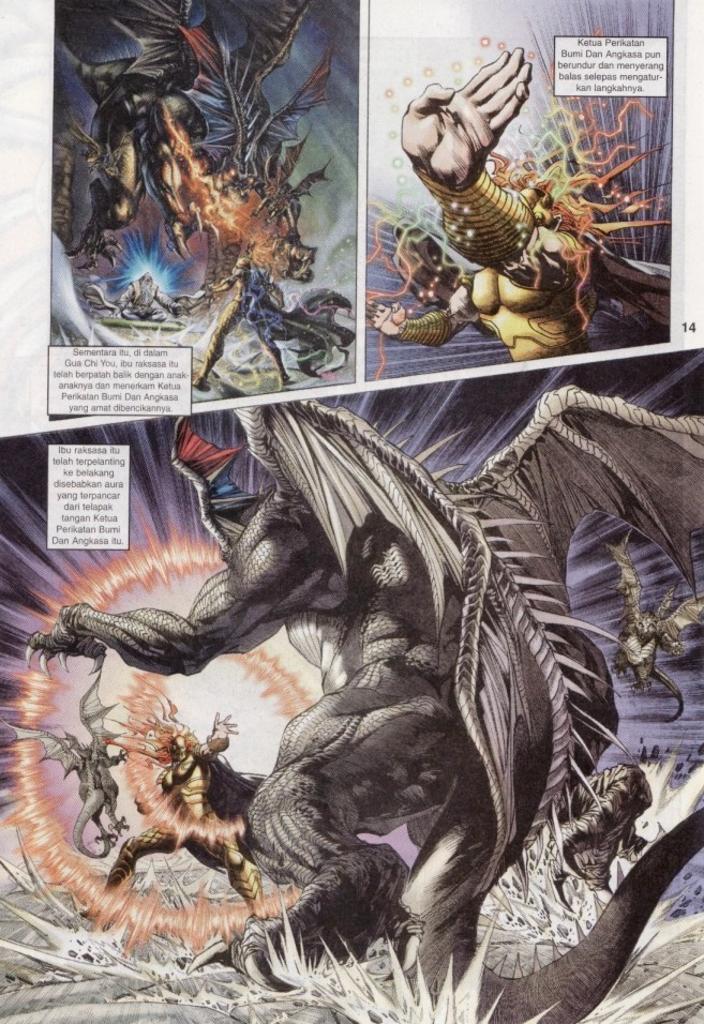 Sementara itu, di dalam
Gua Chi You, ibu raksasa itu
telah berpatah balik dengan anak-
anaknya dan menerkam Ketua
Perikatan Bumi Dan Angkasa
yang amat dibencikannya.
Ketua Perikatan
Bumi Dan Angkasa pun
berundur dan menyerang
balas selepas mengatur-
kan langkahnya.
14
Ibu raksasa itu
telah terpelanting
ke belakang
disebabkan aura
yang terpancar
dari telapak
tangan Ketua
Perikatan Bumi
Dan Angkasa itu.